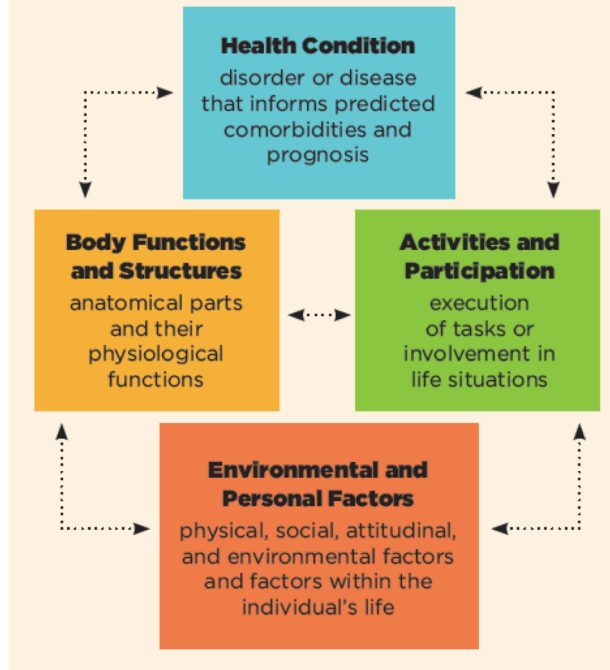 Health Condition
disorder or disease
that informs predicted
comorbidities and
prognosis
Body Functions
and Structures
anatomical parts
and their
physiological
functions
Activities and
Participation
execution
of tasks or
involvement in
life situations
Environmental and
Personal Factors
physical, social, attitudinal,
and environmental factors
and factors within the
individual’s life